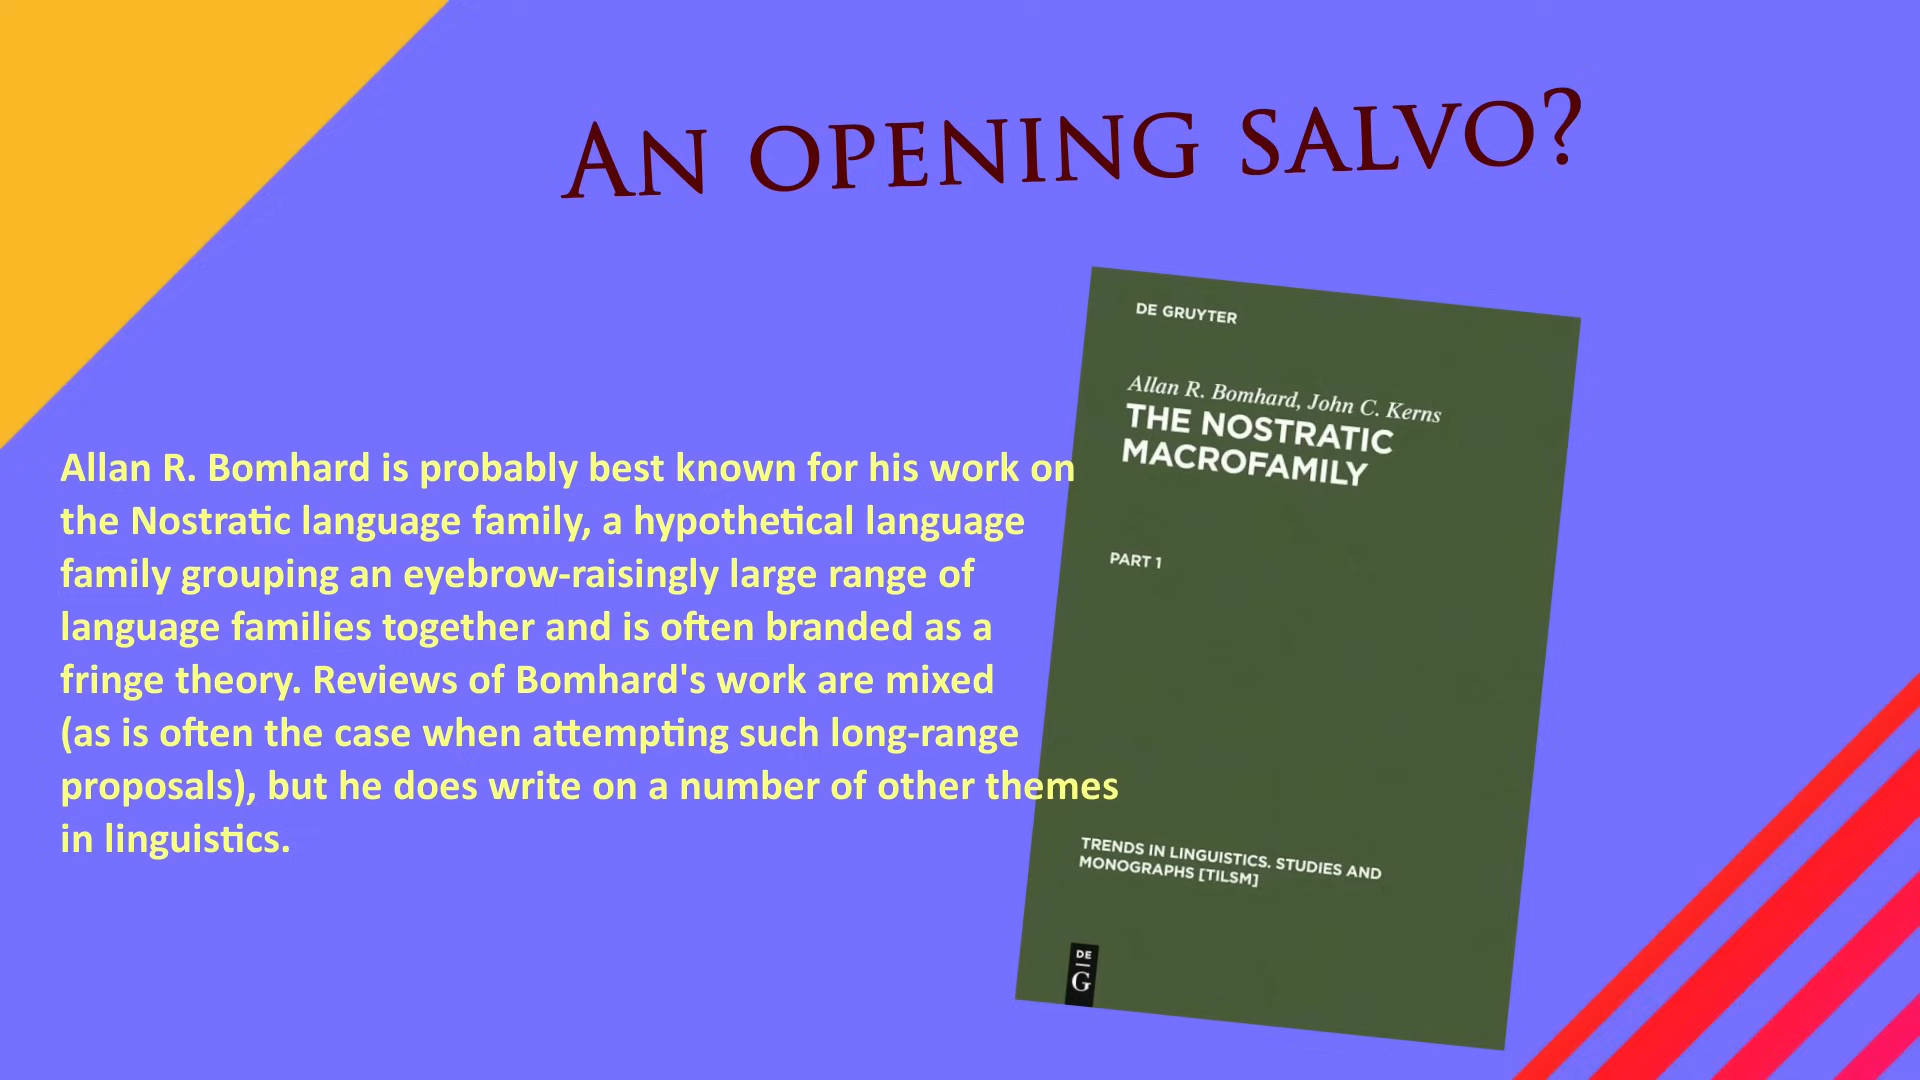 An opening salvo?
Allan R. Bomhard is probably best known for his work on
the Nostratic language family, a hypothetical language
family grouping an eyebrow-raisingly large range of
language families together and is often branded as a
fringe theory. Reviews of Bomhard's work are mixed
(as is often the case when attempting such long-range
proposals), but he does write on a number of other themes
in linguistics.
DE GRUYTER
Allan R. Bomhard, John C. Kerns
THE NOSTRATIC
MACROFAMILY
PART 1
TRENDS IN LINGUISTICS. STUDIES AND
MONOGRAPHS [TILSM]
DE
G